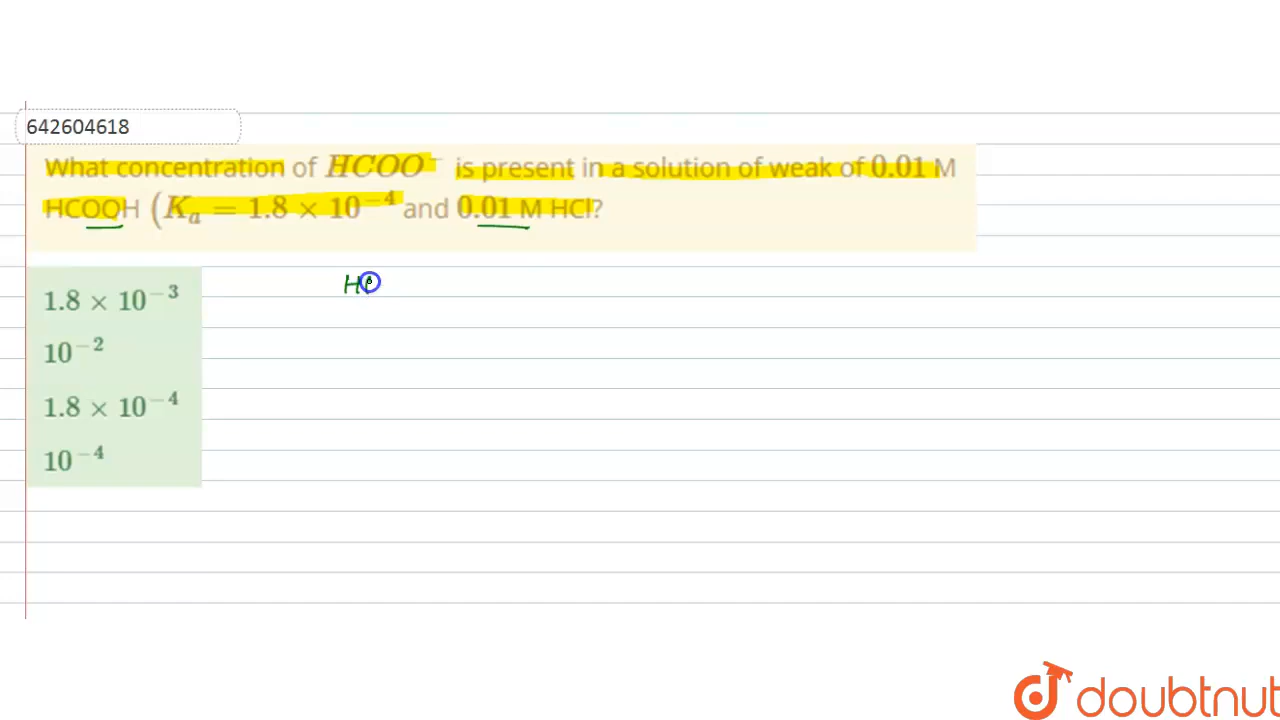 642604618
What concentration of HCOO⁻ is present in a solution of weak of 0.01 M
HCOOH (Kₐ = 1.8 × 10⁻⁴ and 0.01 M HCl?
1.8 × 10⁻³
10⁻²
1.8 × 10⁻⁴
10⁻⁴
doubtnut